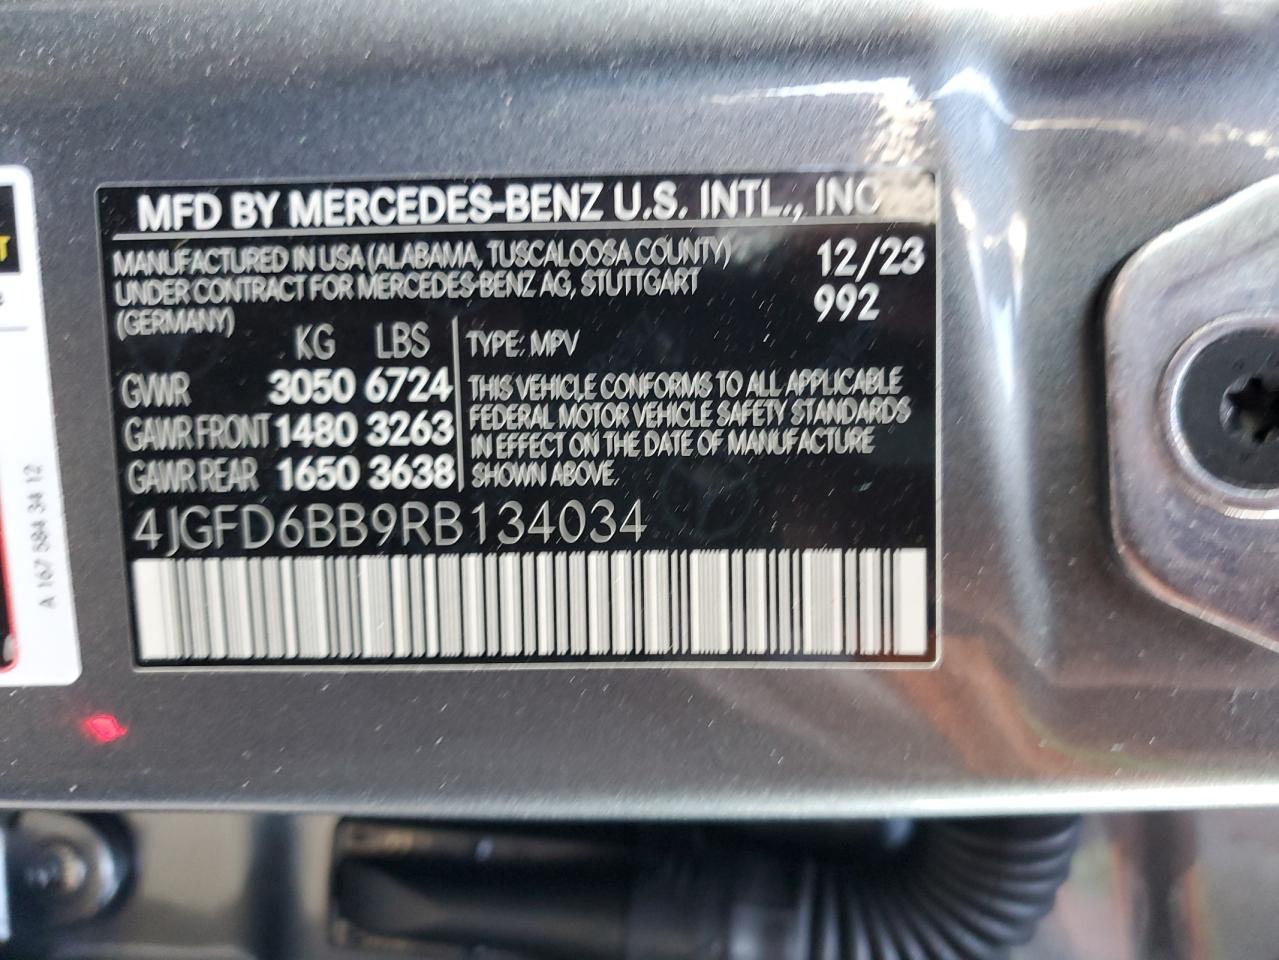 MFD BY MERCEDES-BENZ U.S. INTL., INC
MANUFACTURED IN USA (ALABAMA, TUSCALOOSA COUNTY)
UNDER CONTRACT FOR MERCEDES-BENZ AG, STUTTGART
(GERMANY)
12/23
992
KG LBS
GVWR 3050 6724
GAWR FRONT 1480 3263
GAWR REAR 1650 3638
TYPE: MPV
THIS VEHICLE CONFORMS TO ALL APPLICABLE
FEDERAL MOTOR VEHICLE SAFETY STANDARDS
IN EFFECT ON THE DATE OF MANUFACTURE
SHOWN ABOVE.
4JGFD6BB9RB134034
A 167 584 34 12